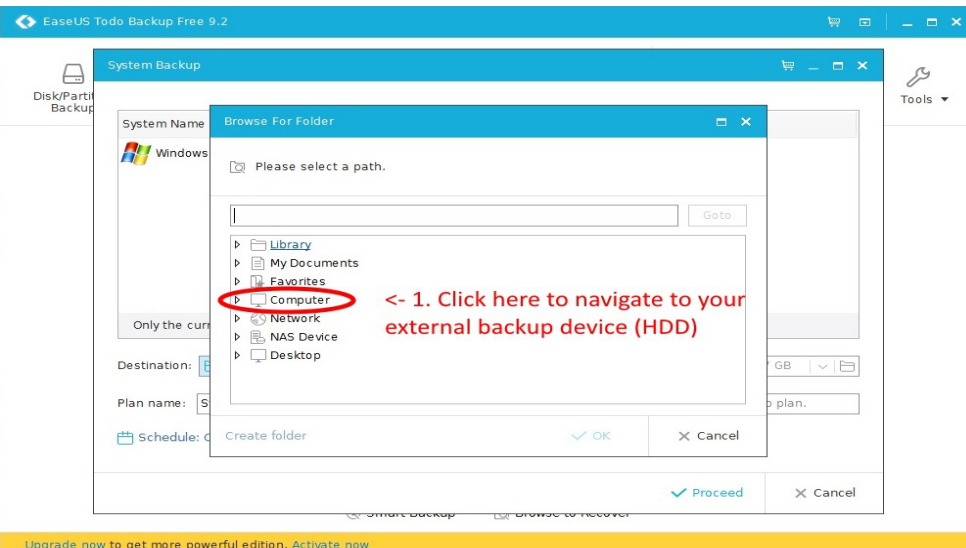 EaseUS Todo Backup Free 9.2
System Backup
Disk/Partit
Backup
Tools
System Name
Browse For Folder
Windows
Please select a path.
Goto
Library
My Documents
Favorites
Computer
<- 1. Click here to navigate to your
external backup device (HDD)
Network
NAS Device
Desktop
Only the curr
Destination:
GB
Plan name: S
plan.
Schedule:
Create folder
OK
Cancel
Proceed
Cancel
Smart Backup
Browse to Recover
Upgrade now to get more powerful edition. Activate now